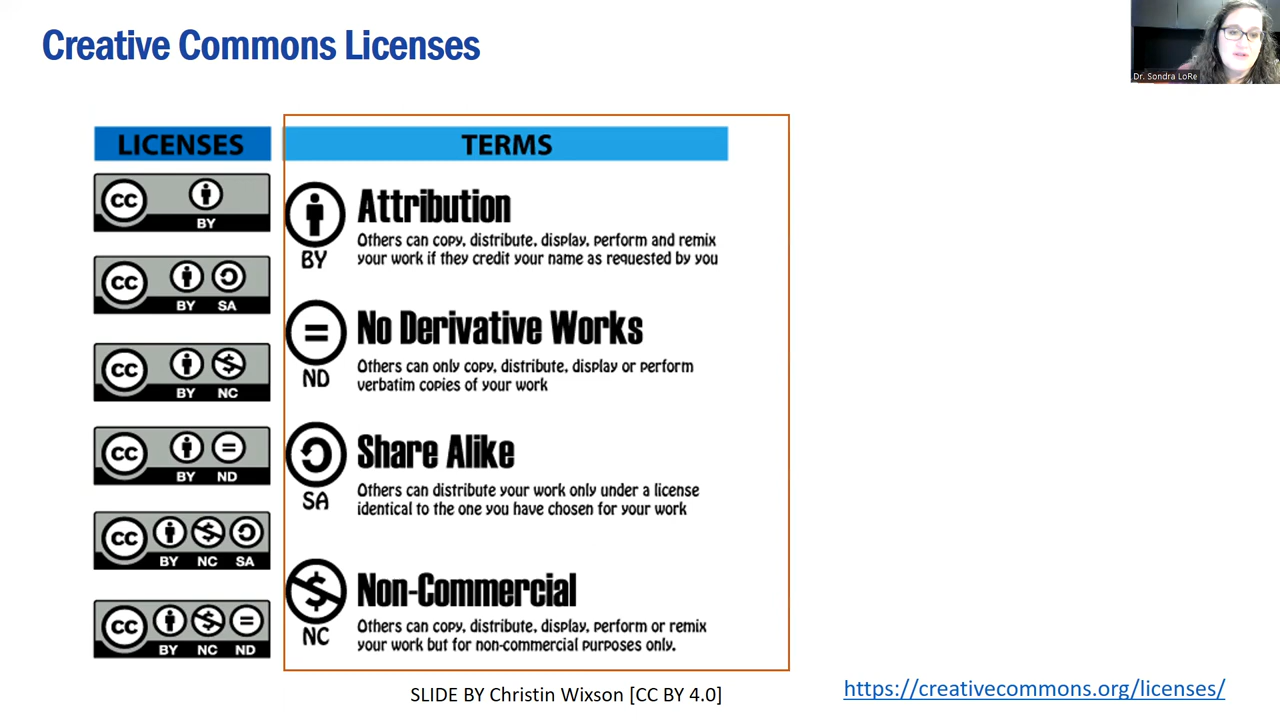 Creative Commons Licenses
Dr. Sondra LoRe
LICENSES
TERMS
CC
BY
CC
BY SA
CC
BY NC
CC
BY ND
CC
BY NC SA
CC
BY NC ND
Attribution
BY
Others can copy, distribute, display, perform and remix
your work if they credit your name as requested by you
=
No Derivative Works
ND
Others can only copy, distribute, display or perform
verbatim copies of your work
Share Alike
SA
Others can distribute your work only under a license
identical to the one you have chosen for your work
$
Non-Commercial
NC
Others can copy, distribute, display, perform or remix
your work but for non-commercial purposes only.
SLIDE BY Christin Wixson [CC BY 4.0]
https://creativecommons.org/licenses/